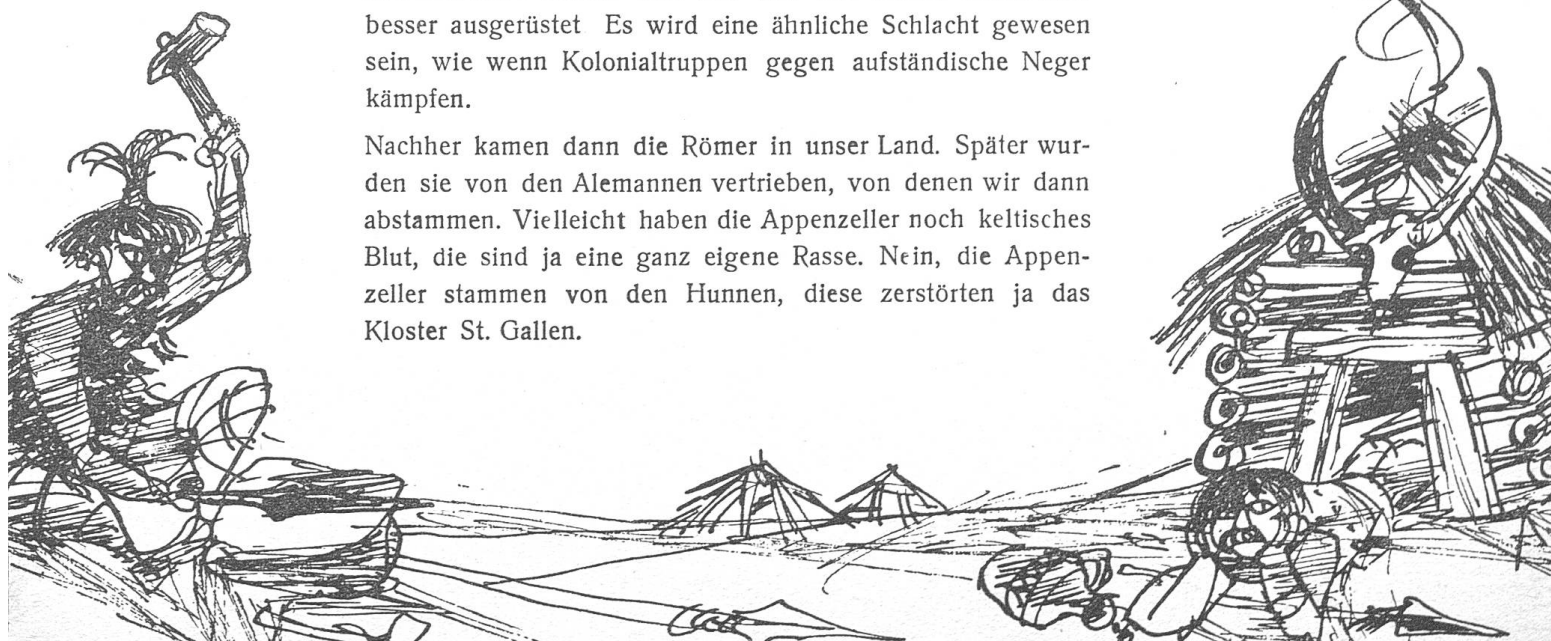 besser ausgerüstet Es wird eine ähnliche Schlacht gewesen
sein, wie wenn Kolonialtruppen gegen aufständische Neger
kämpfen.
Nachher kamen dann die Römer in unser Land. Später wur-
den sie von den Alemannen vertrieben, von denen wir dann
abstammen. Vielleicht haben die Appenzeller noch keltisches
Blut, die sind ja eine ganz eigene Rasse. Nein, die Appen-
zeller stammen von den Hunnen, diese zerstörten ja das
Kloster St. Gallen.